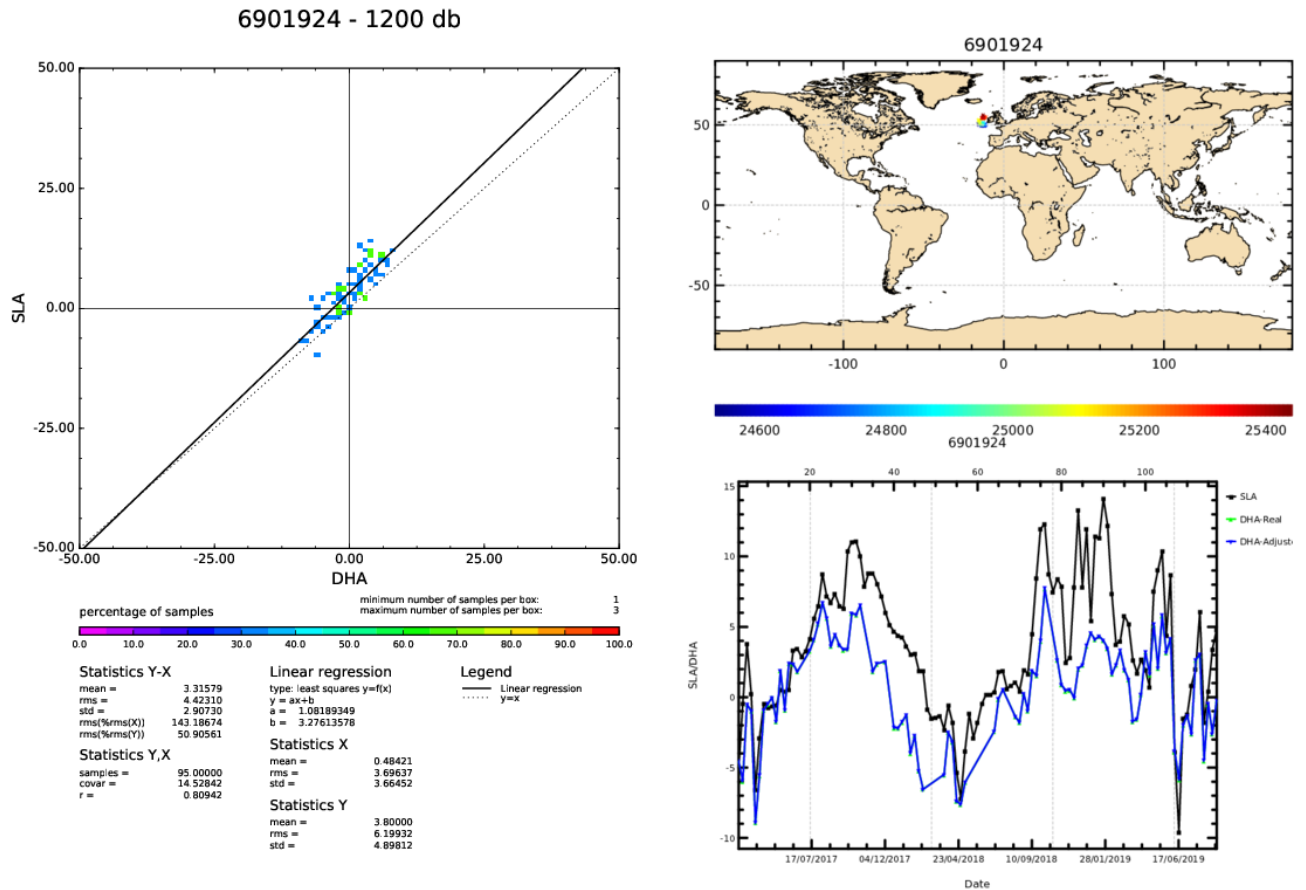 6901924 - 1200 db
50.00
25.00
0.00
-25.00
-50.00
SLA
-50.00 -25.00 0.00 25.00 50.00
DHA
minimum number of samples per box: 1
maximum number of samples per box: 3
percentage of samples
0.0 10.0 20.0 30.0 40.0 50.0 60.0 70.0 80.0 90.0 100.0
Statistics Y-X
mean = 3.31579
rms = 4.42310
std = 2.90730
rms(%rms(X)) 143.18674
rms(%rms(Y)) 50.90561
Statistics Y,X
samples = 95.00000
covar = 14.52842
r = 0.80942
Linear regression
type: least squares y=f(x)
y = ax+b
a = 1.08189349
b = 3.27613578
Statistics X
mean = 0.48421
rms = 3.69637
std = 3.66452
Statistics Y
mean = 3.80000
rms = 6.19932
std = 4.89812
Legend
Linear regression
y=x
6901924
50
0
-50
-100 0 100
24600 24800 25000 25200 25400
6901924
20 40 60 80 100
15
10
5
0
-5
-10
SLA/DHA
17/07/2017 04/12/2017 23/04/2018 10/09/2018 28/01/2019 17/06/2019
Date
SLA
DHA-Real
DHA-Adjuste